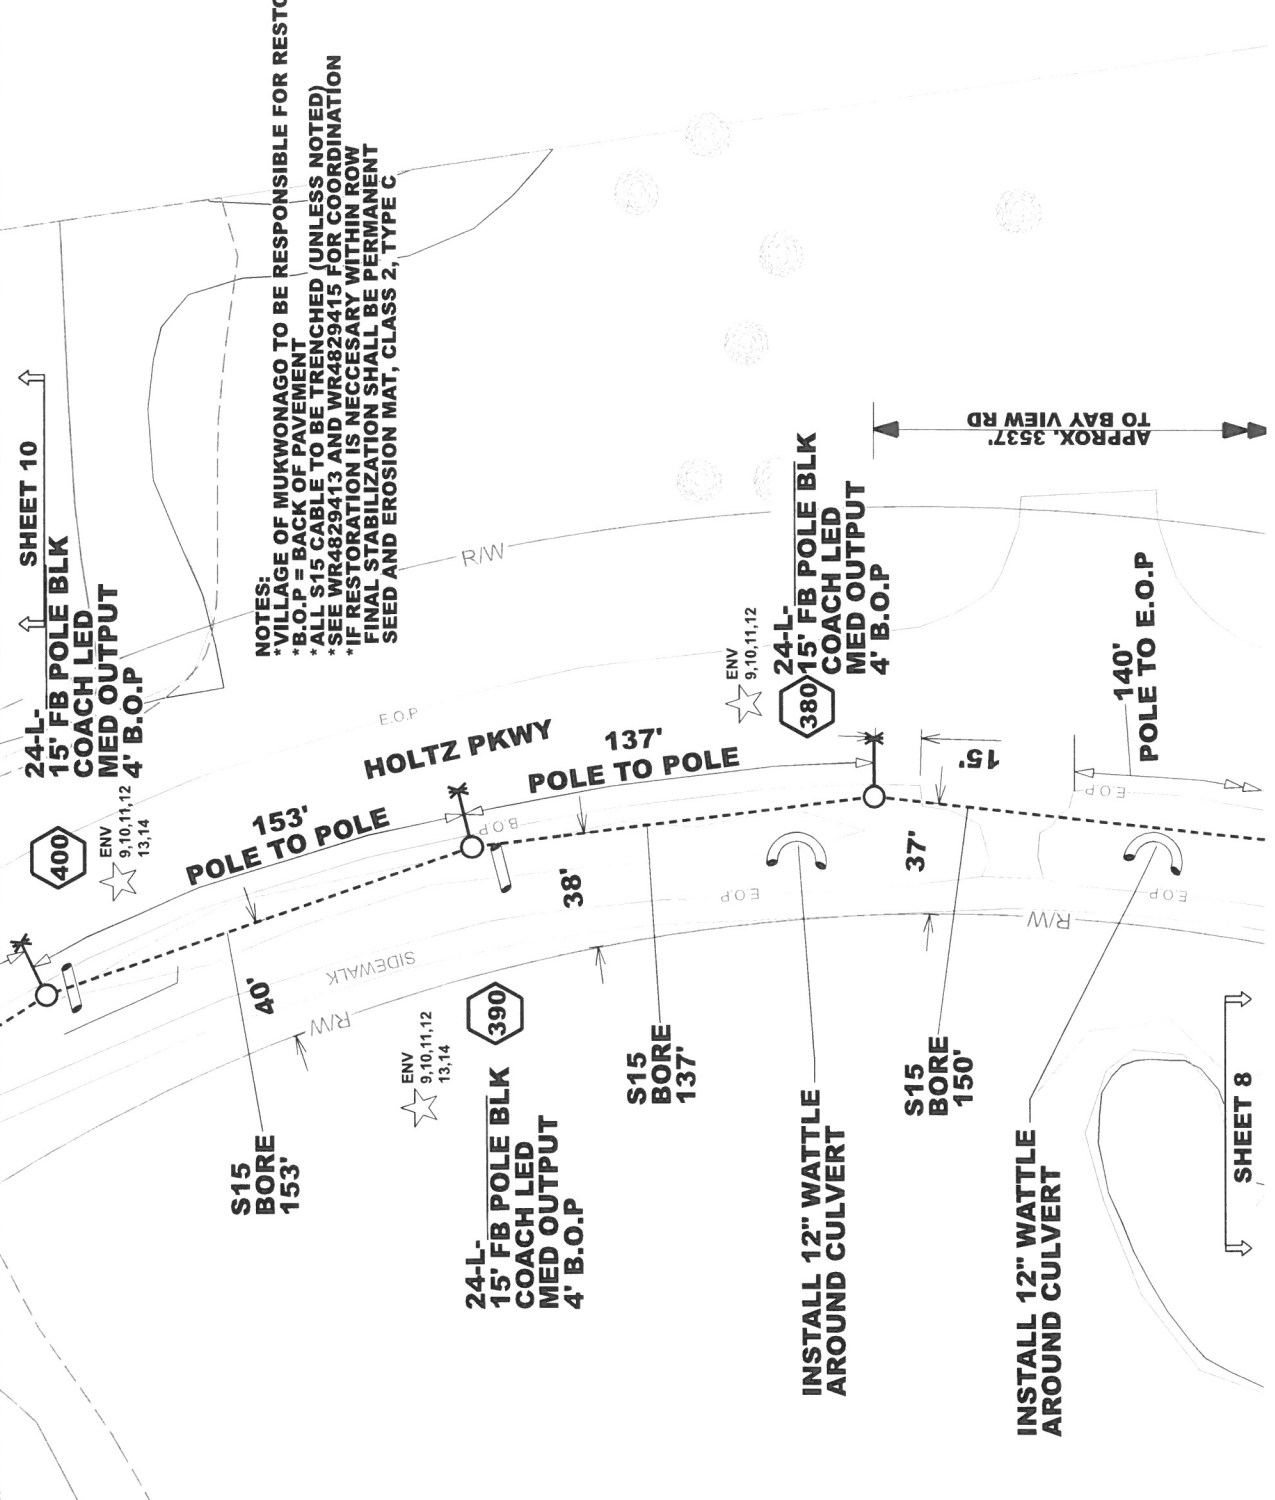 SHEET 10
24-L-
15' FB POLE BLK
COACH LED
MED OUTPUT
4' B.O.P
400
ENV
9,10,11,12
13,14
NOTES:
*VILLAGE OF MUKWONAGO TO BE RESPONSIBLE FOR RESTO
*B.O.P = BACK OF PAVEMENT
*ALL S15 CABLE TO BE TRENCHED (UNLESS NOTED)
*SEE WR4829413 AND WR4829415 FOR COORDINATION
*IF RESTORATION IS NECCESARY WITHIN ROW
FINAL STABILIZATION SHALL BE PERMANENT
SEED AND EROSION MAT, CLASS 2, TYPE C
R/W
E.O.P
HOLTZ PKWY
153'
POLE TO POLE
137'
POLE TO POLE
B.O.P
ENV
9,10,11,12
380
24-L-
15' FB POLE BLK
COACH LED
MED OUTPUT
4' B.O.P
APPROX. 3537'
TO BAY VIEW RD
140'
POLE TO E.O.P
15'
E.O.P
40'
38'
37'
E.O.P
E.O.P
SIDEWALK
R/W
R/W
S15
BORE
153'
ENV
9,10,11,12
13,14
390
24-L-
15' FB POLE BLK
COACH LED
MED OUTPUT
4' B.O.P
S15
BORE
137'
S15
BORE
150'
INSTALL 12" WATTLE
AROUND CULVERT
INSTALL 12" WATTLE
AROUND CULVERT
SHEET 8